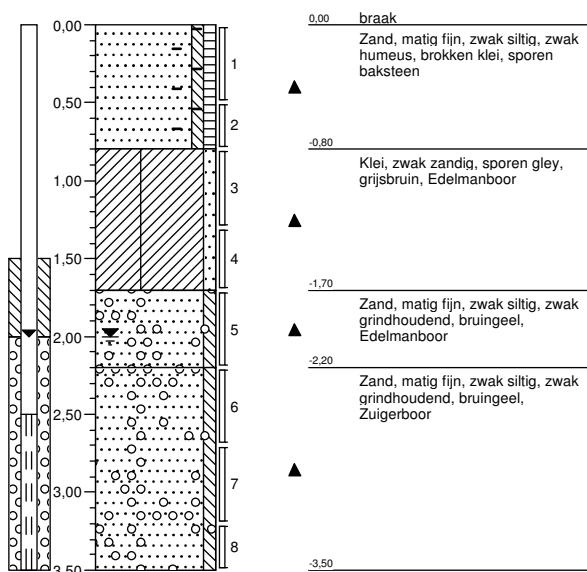 0,00
0,50
1,00
1,50
2,00
2,50
3,00
3,50
1
2
3
4
5
6
7
8
0,00 braak
Zand, matig fijn, zwak siltig, zwak
humeus, brokken klei, sporen
baksteen
-0,80
Klei, zwak zandig, sporen gley,
grijsbruin, Edelmanboor
-1,70
Zand, matig fijn, zwak siltig, zwak
grindhoudend, bruingeel,
Edelmanboor
-2,20
Zand, matig fijn, zwak siltig, zwak
grindhoudend, bruingeel,
Zuigerboor
-3,50